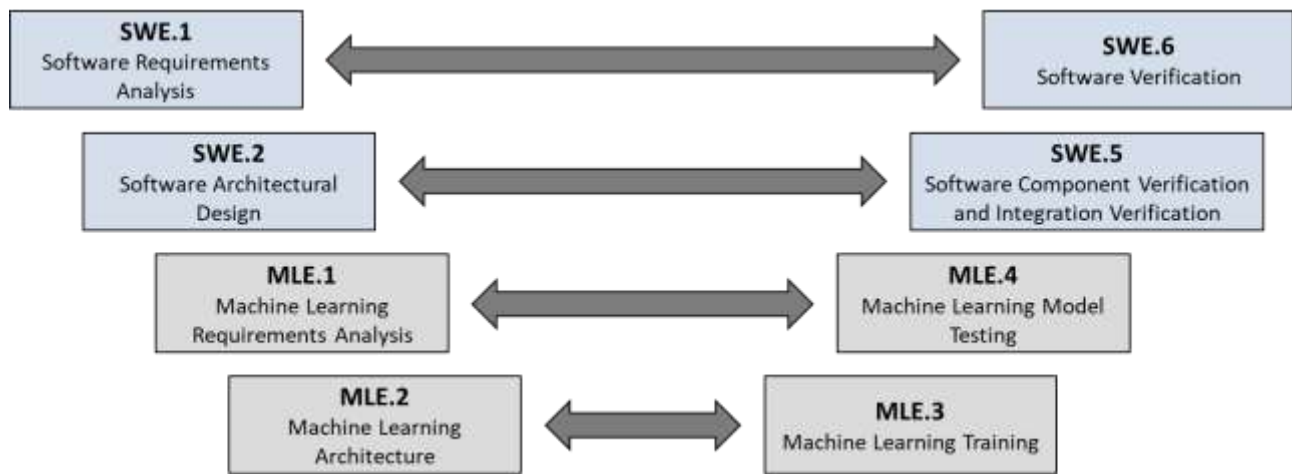 SWE.1
Software Requirements
Analysis
SWE.6
Software Verification
SWE.2
Software Architectural
Design
SWE.5
Software Component Verification
and Integration Verification
MLE.1
Machine Learning
Requirements Analysis
MLE.4
Machine Learning Model
Testing
MLE.2
Machine Learning
Architecture
MLE.3
Machine Learning Training